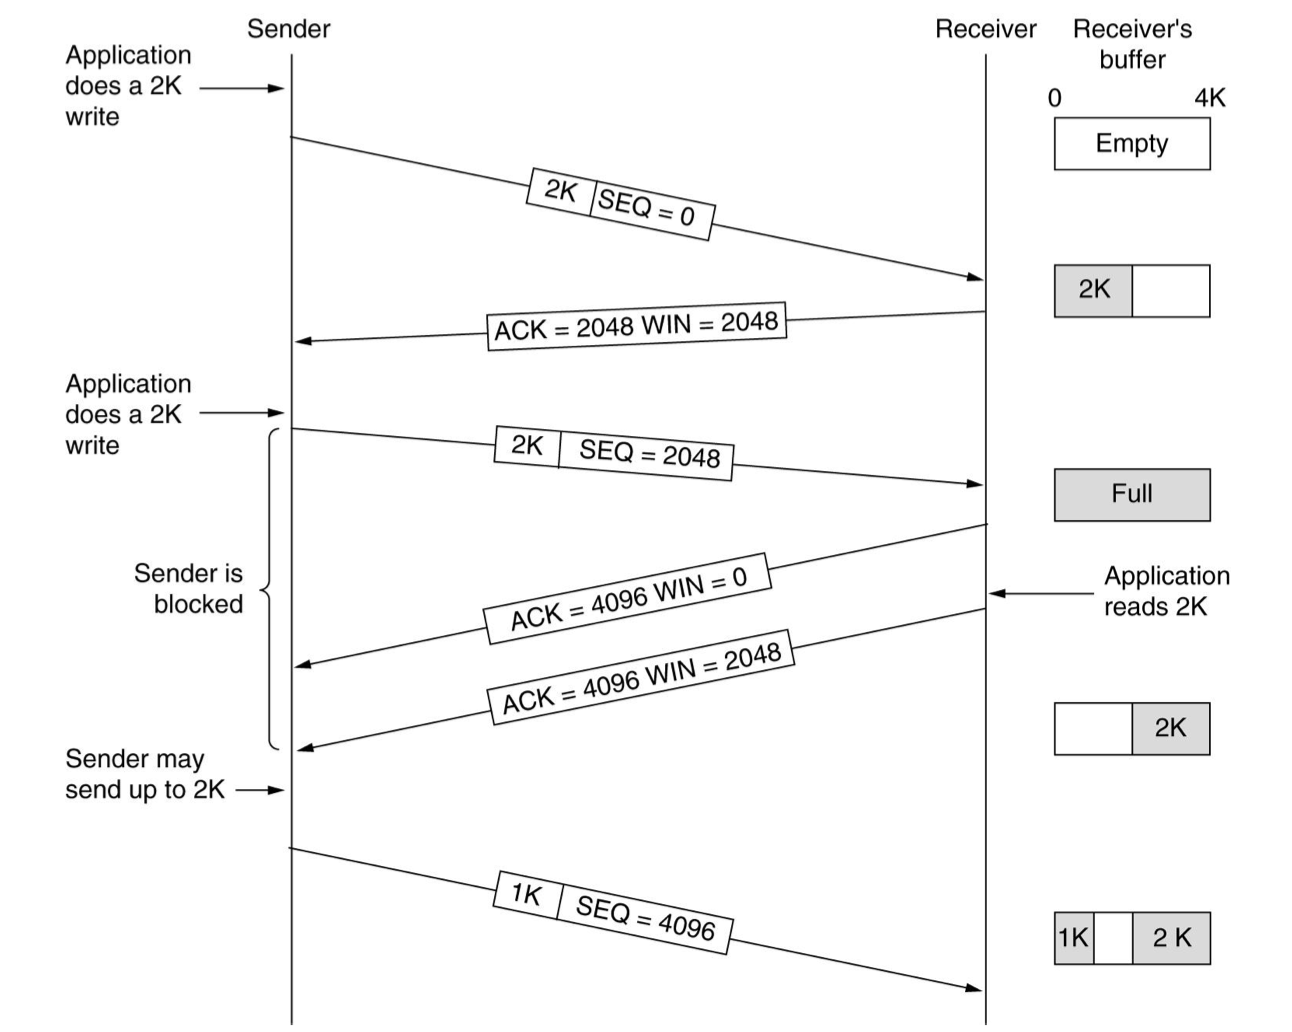 Sender
Receiver
Receiver's
buffer
Application
does a 2K
write
0
4K
Empty
2K SEQ = 0
2K
ACK = 2048 WIN = 2048
Application
does a 2K
write
2K SEQ = 2048
Full
Sender is
blocked
ACK = 4096 WIN = 0
Application
reads 2K
ACK = 4096 WIN = 2048
2K
Sender may
send up to 2K
1K SEQ = 4096
1K
2 K